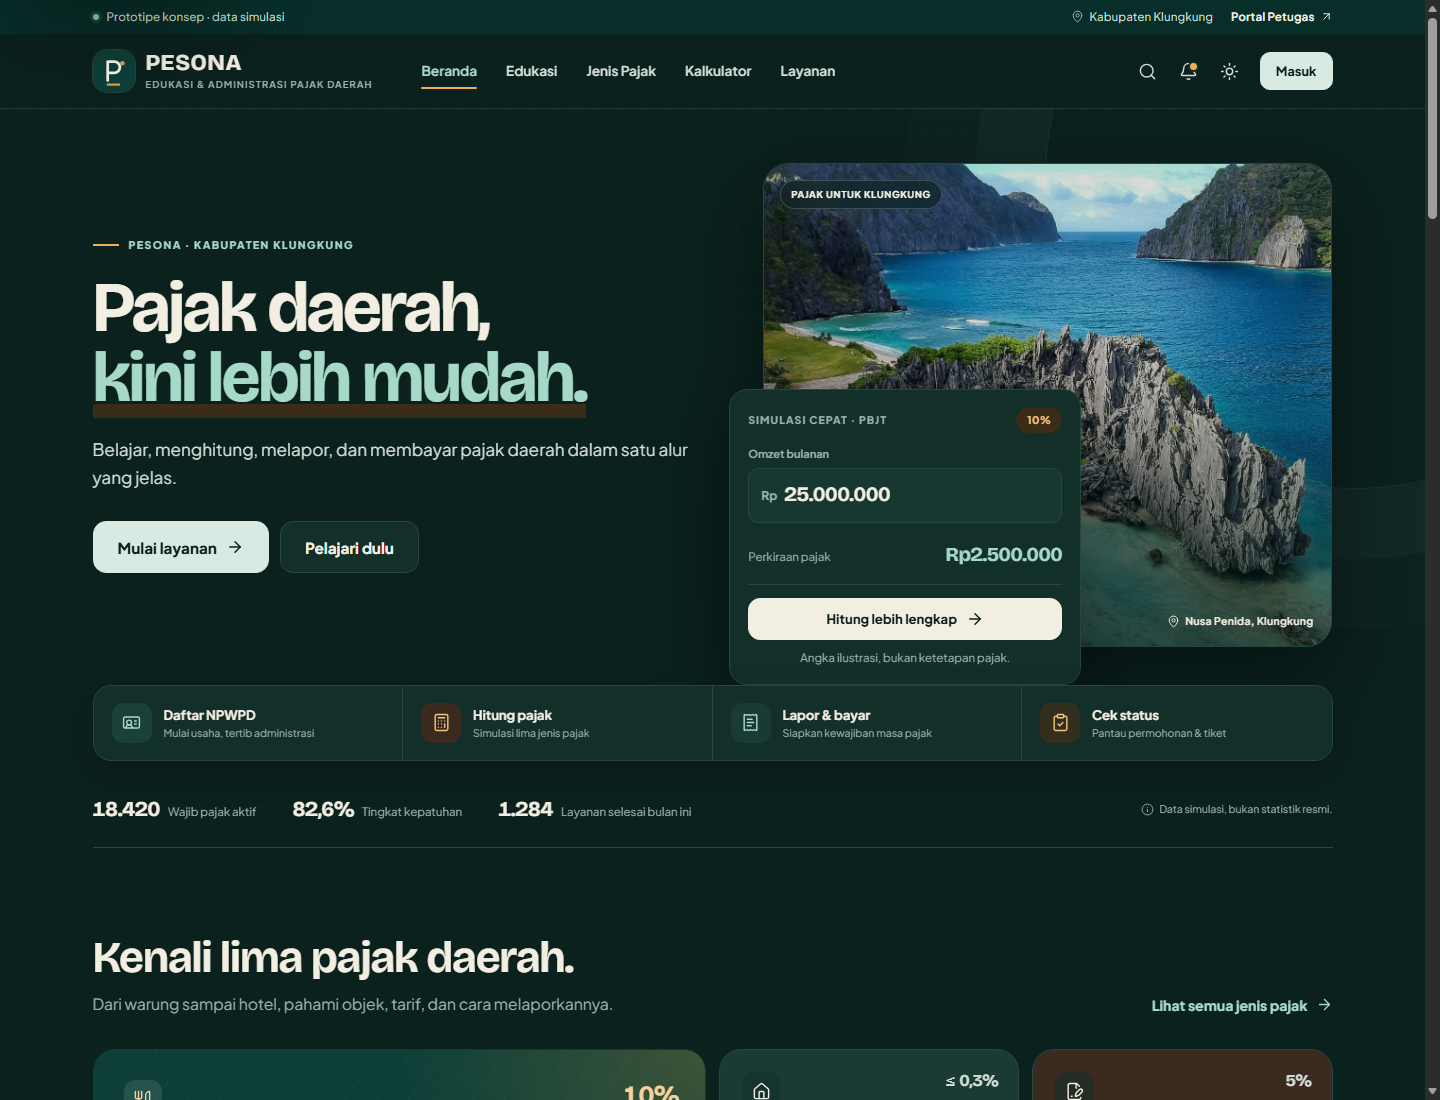 Prototipe konsep · data simulasi
Kabupaten Klungkung
Portal Petugas
PESONA
EDUKASI & ADMINISTRASI PAJAK DAERAH
Beranda
Edukasi
Jenis Pajak
Kalkulator
Layanan
Masuk
PAJAK UNTUK KLUNGKUNG
PESONA · KABUPATEN KLUNGKUNG
Pajak daerah,
kini lebih mudah.
Belajar, menghitung, melapor, dan membayar pajak daerah dalam satu alur
yang jelas.
Mulai layanan
Pelajari dulu
SIMULASI CEPAT · PBJT
10%
Omzet bulanan
Rp 25.000.000
Perkiraan pajak
Rp2.500.000
Hitung lebih lengkap
Angka ilustrasi, bukan ketetapan pajak.
Nusa Penida, Klungkung
Daftar NPWPD
Mulai usaha, tertib administrasi
Hitung pajak
Simulasi lima jenis pajak
Lapor & bayar
Siapkan kewajiban masa pajak
Cek status
Pantau permohonan & tiket
18.420 Wajib pajak aktif
82,6% Tingkat kepatuhan
1.284 Layanan selesai bulan ini
Data simulasi, bukan statistik resmi.
Kenali lima pajak daerah.
Dari warung sampai hotel, pahami objek, tarif, dan cara melaporkannya.
Lihat semua jenis pajak
10%
≤ 0,3%
5%